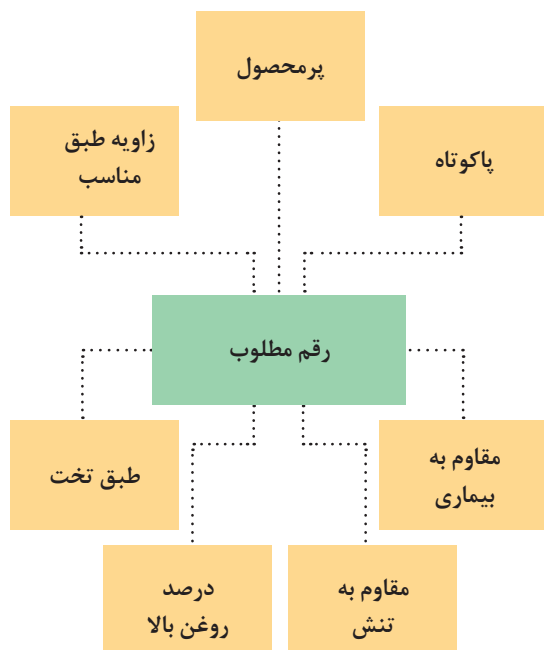 پرمحصول
پاکوتاه
زاویه طبق
مناسب
رقم مطلوب
مقاوم به
بیماری
طبق تخت
مقاوم به
تنش
درصد
روغن بالا